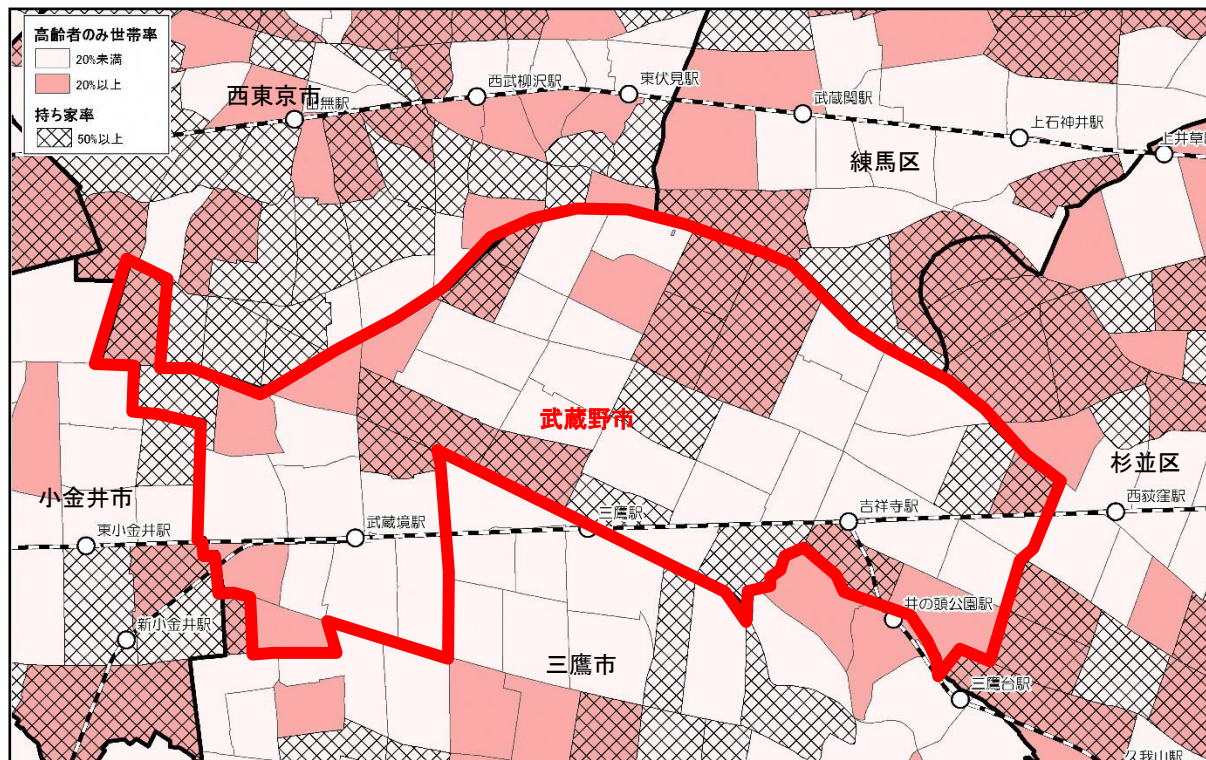 高齢者のみ世帯率
20%未満
20%以上
持ち家率
50%以上
西東京市
田無駅
西武柳沢駅
東伏見駅
武蔵関駅
上石神井駅
上井草
練馬区
武蔵野市
杉並区
小金井市
東小金井駅
武蔵境駅
三鷹駅
吉祥寺駅
西荻窪駅
新小金井駅
井の頭公園駅
三鷹市
三鷹台駅
久我山駅